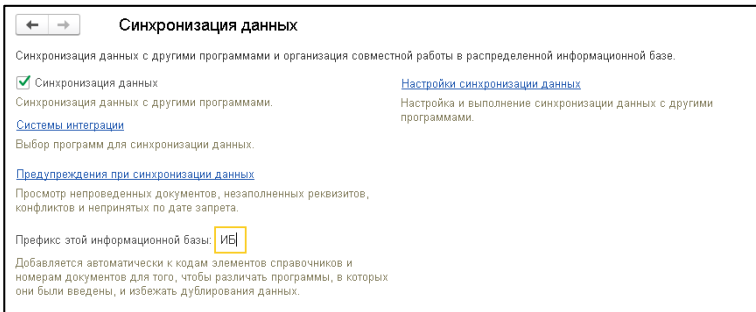 Синхронизация данных
Синхронизация данных с другими программами и организация совместной работы в распределенной информационной базе.
Синхронизация данных
Синхронизация данных с другими программами.
Системы интеграции
Выбор программ для синхронизации данных.
Предупреждения при синхронизации данных
Просмотр непроведенных документов, незаполненных реквизитов,
конфликтов и непринятых по дате запрета.
Префикс этой информационной базы: ИБ
Добавляется автоматически к кодам элементов справочников и
номерам документов для того, чтобы различать программы, в которых
они были введены, и избежать дублирования данных.
Настройки синхронизации данных
Настройка и выполнение синхронизации данных с другими
программами.